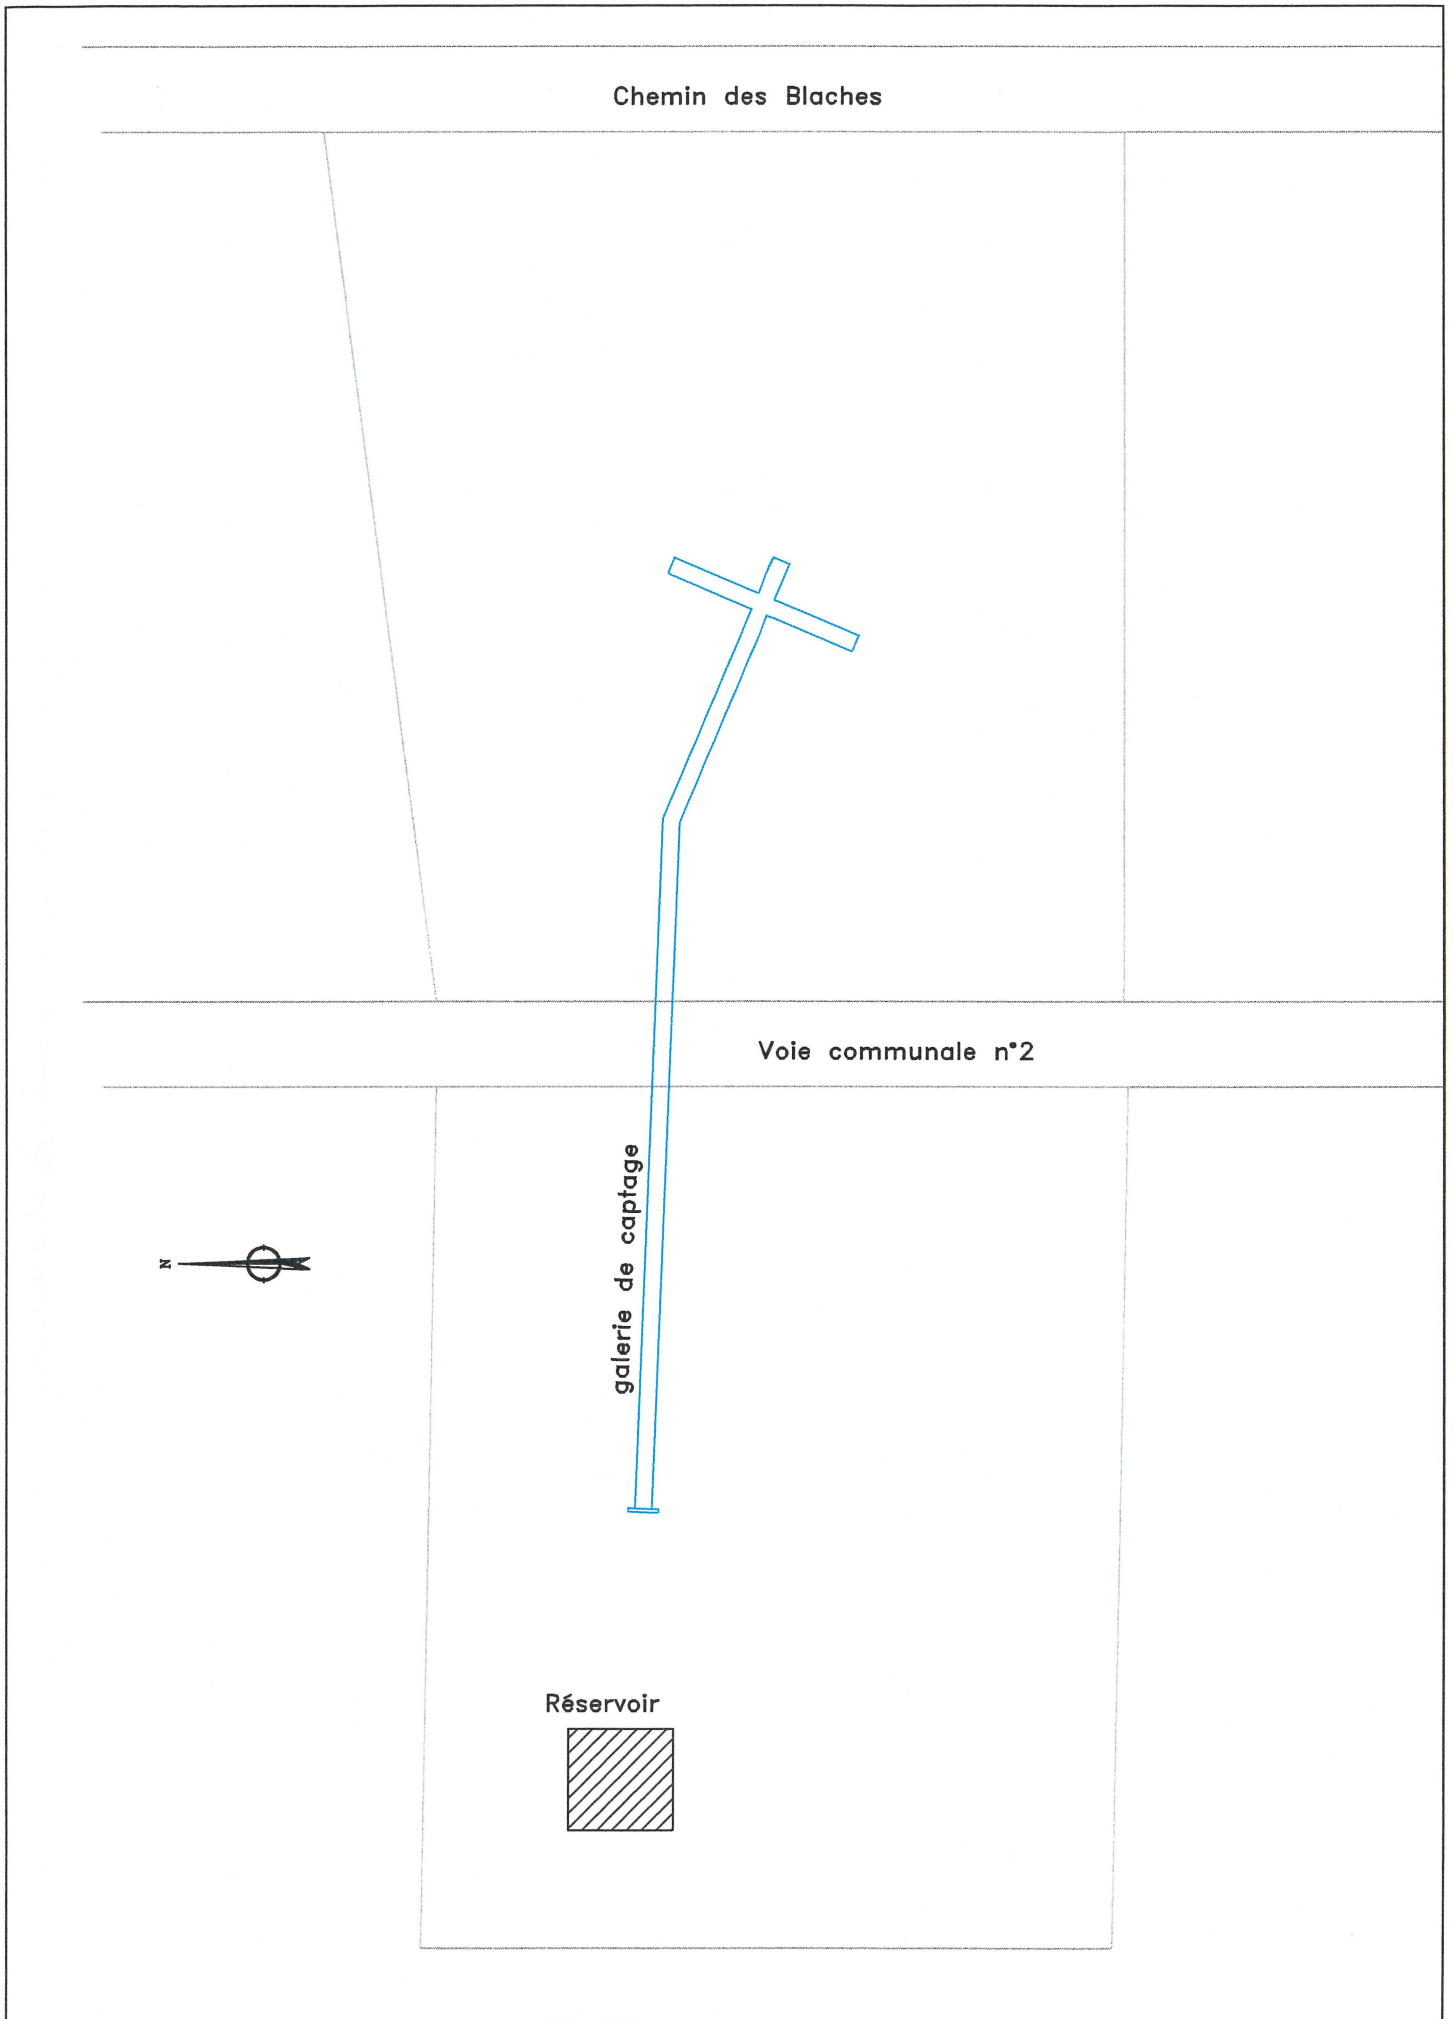 Chemin des Blaches
Voie communale n°2
galerie de captage
N
Réservoir